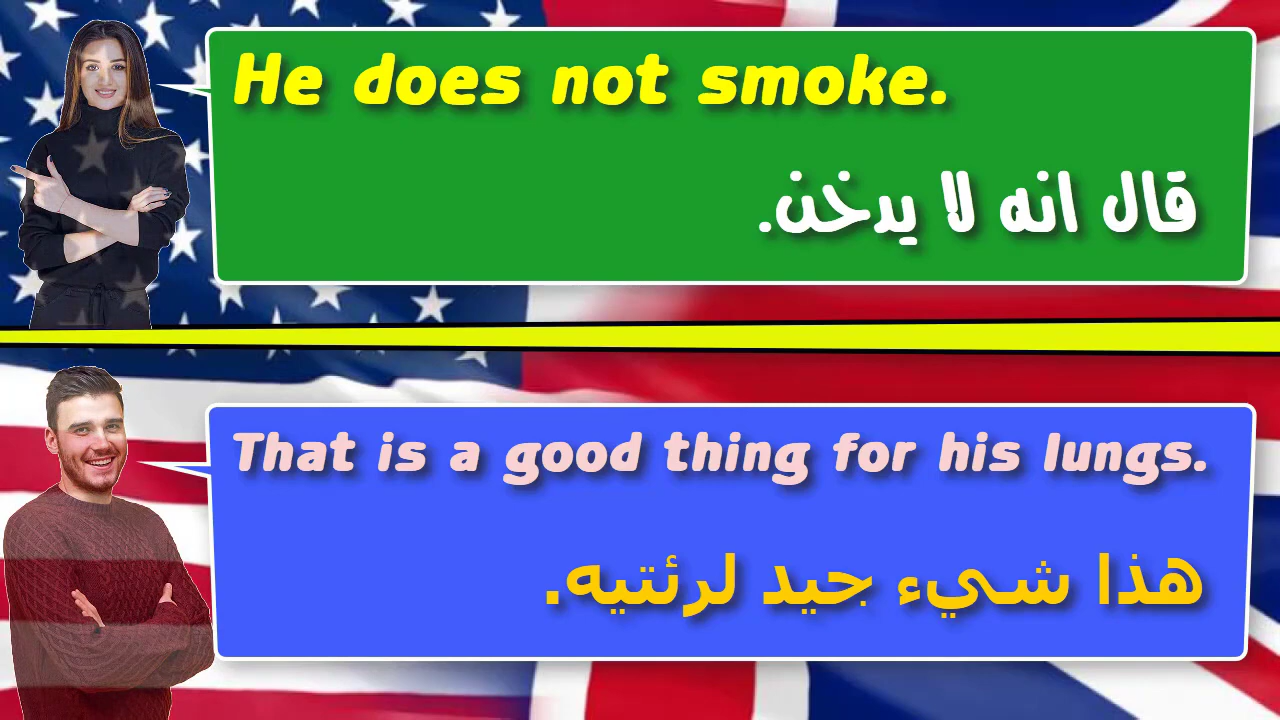 He does not smoke.
قال انه لا يدخن.
That is a good thing for his lungs.
هذا شيء جيد لرئتيه.